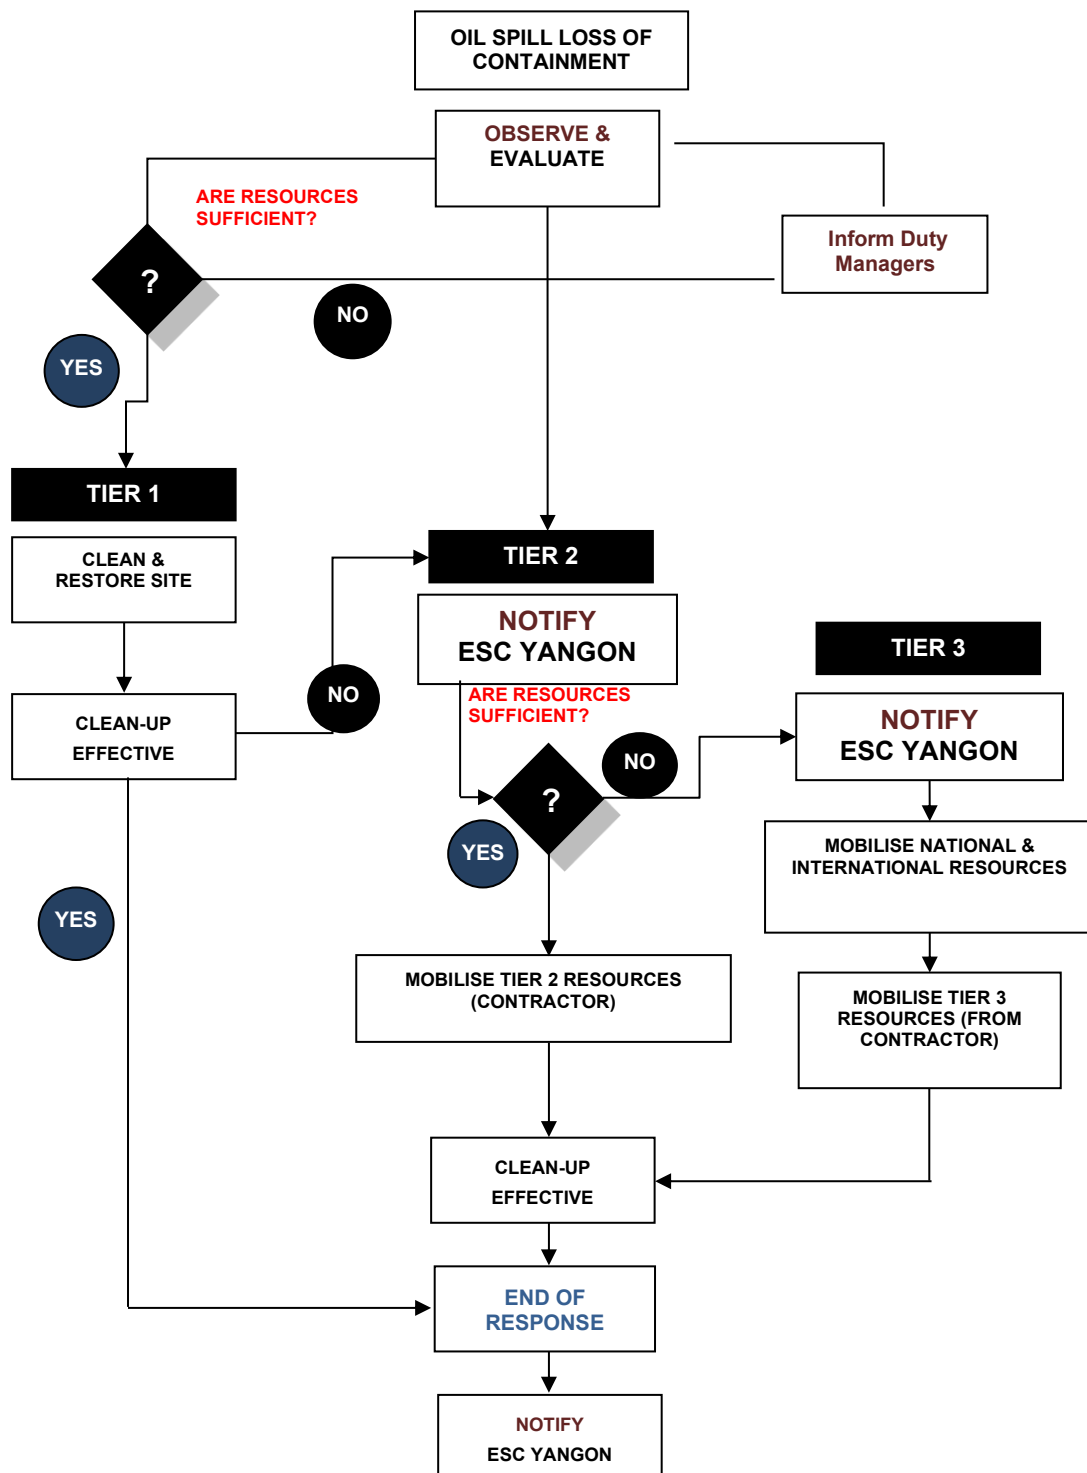 OIL SPILL LOSS OF
CONTAINMENT
OBSERVE &
EVALUATE
ARE RESOURCES
SUFFICIENT?
Inform Duty
Managers
?
NO
YES
TIER 1
CLEAN &
RESTORE SITE
TIER 2
NOTIFY
ESC YANGON
TIER 3
NO
CLEAN-UP
EFFECTIVE
ARE RESOURCES
SUFFICIENT?
NOTIFY
ESC YANGON
?
NO
YES
MOBILISE NATIONAL &
INTERNATIONAL RESOURCES
YES
MOBILISE TIER 2 RESOURCES
(CONTRACTOR)
MOBILISE TIER 3
RESOURCES (FROM
CONTRACTOR)
CLEAN-UP
EFFECTIVE
END OF
RESPONSE
NOTIFY
ESC YANGON